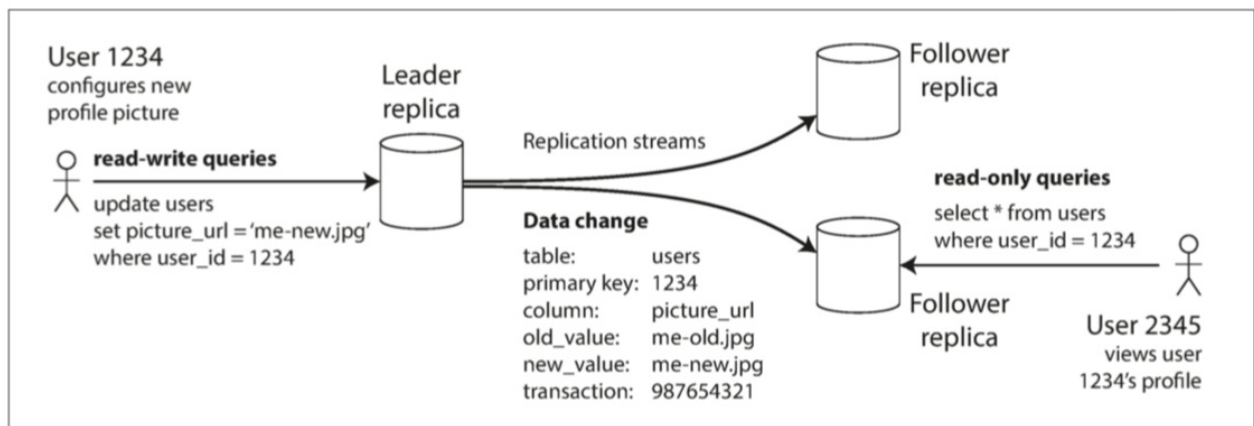 User 1234
configures new
profile picture
read-write queries
update users
set picture_url = 'me-new.jpg'
where user_id = 1234
Leader
replica
Replication streams
Data change
table: users
primary key: 1234
column: picture_url
old_value: me-old.jpg
new_value: me-new.jpg
transaction: 987654321
Follower
replica
read-only queries
select * from users
where user_id = 1234
Follower
replica
User 2345
views user
1234's profile